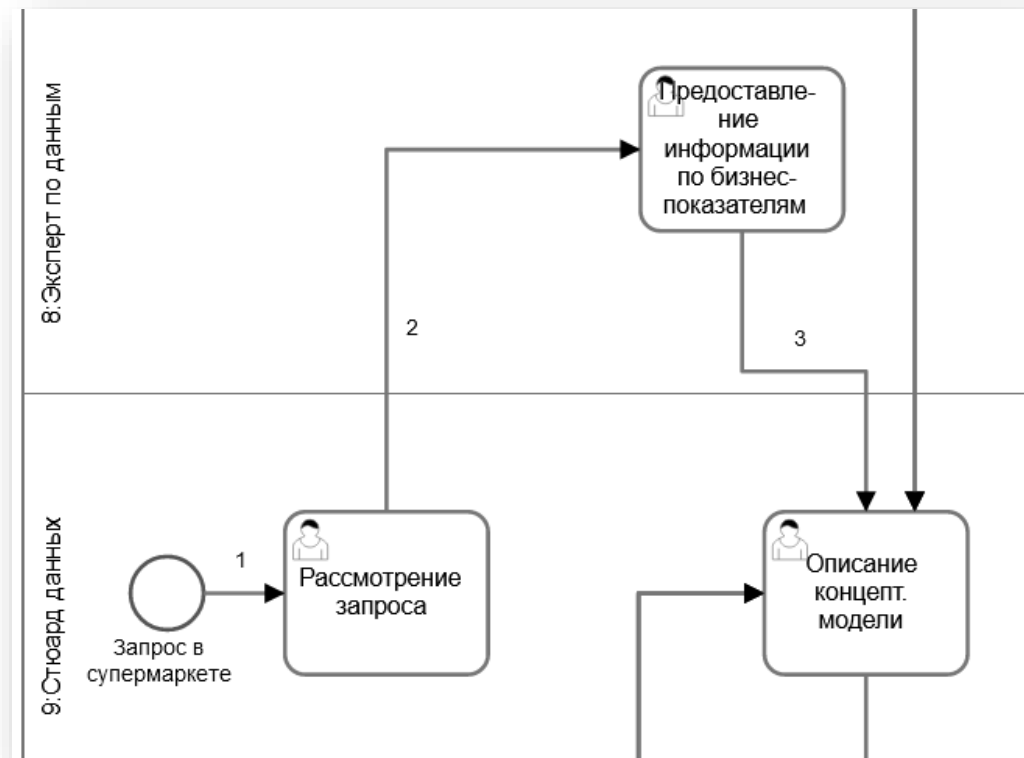 8:Эксперт по данным
Предоставле-
ние
информации
по бизнес-
показателям
2
3
9:Стюард данных
1
Запрос в
супермаркете
Рассмотрение
запроса
Описание
концепт.
модели